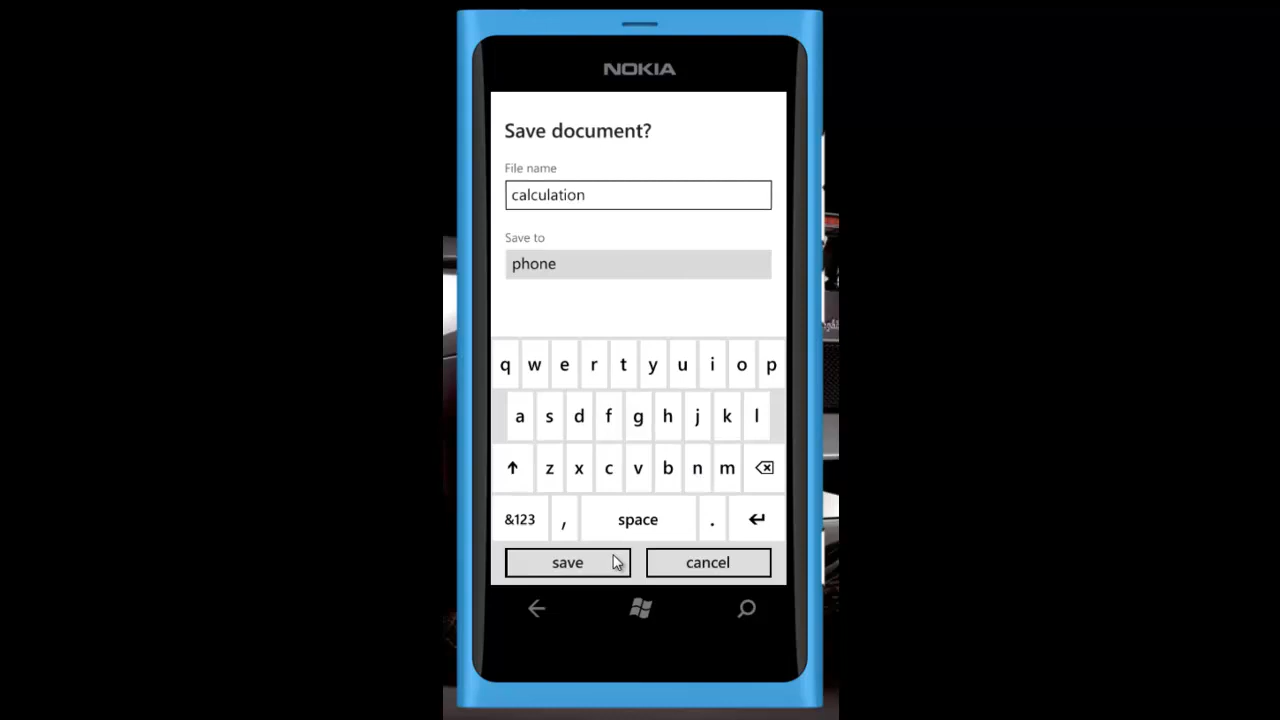 NOKIA
Save document?
File name
calculation
Save to
phone
q w e r t y u i o p
a s d f g h j k l
z x c v b n m
&123 , space .
save cancel